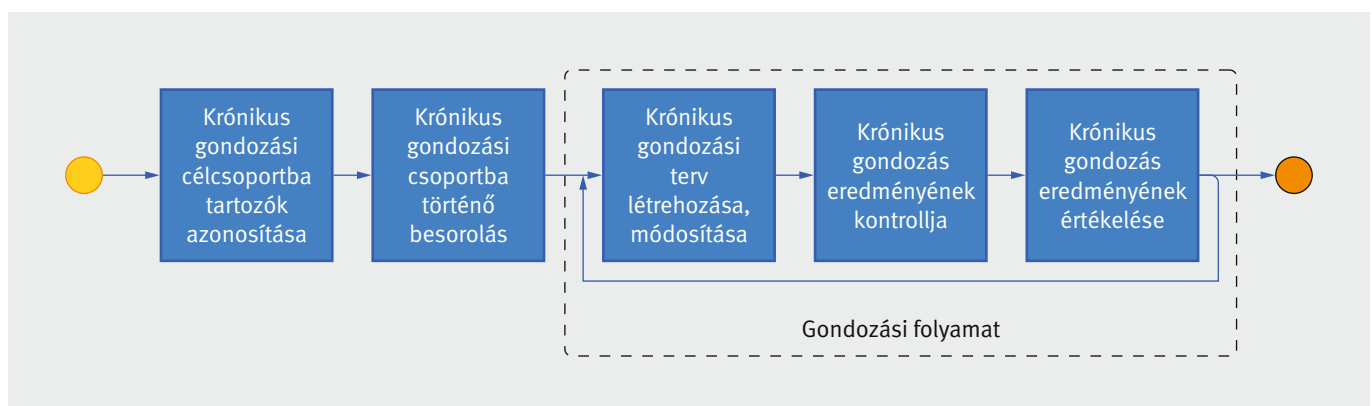 Krónikus
gondozási
célcsoportba
tartozók
azonosítása
Krónikus
gondozási
csoportba
történő
besorolás
Krónikus
gondozási
terv
létrehozása,
módosítása
Krónikus
gondozás
eredményének
kontrollja
Krónikus
gondozás
eredményének
értékelése
Gondozási folyamat